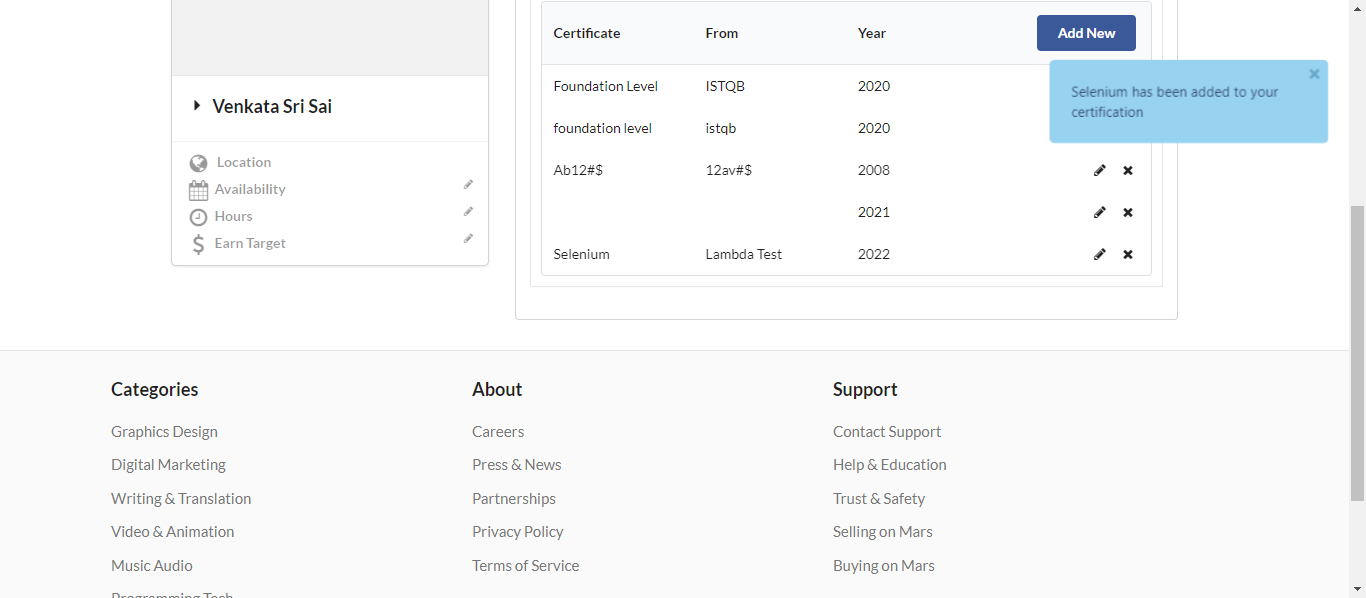 Certificate From Year Add New
Foundation Level ISTQB 2020
Selenium has been added to your
certification
foundation level istqb 2020
Ab12#$ 12av#$ 2008
2021
Selenium Lambda Test 2022
Venkata Sri Sai
Location
Availability
Hours
Earn Target
Categories
Graphics Design
Digital Marketing
Writing & Translation
Video & Animation
Music Audio
Programming Tech
About
Careers
Press & News
Partnerships
Privacy Policy
Terms of Service
Support
Contact Support
Help & Education
Trust & Safety
Selling on Mars
Buying on Mars